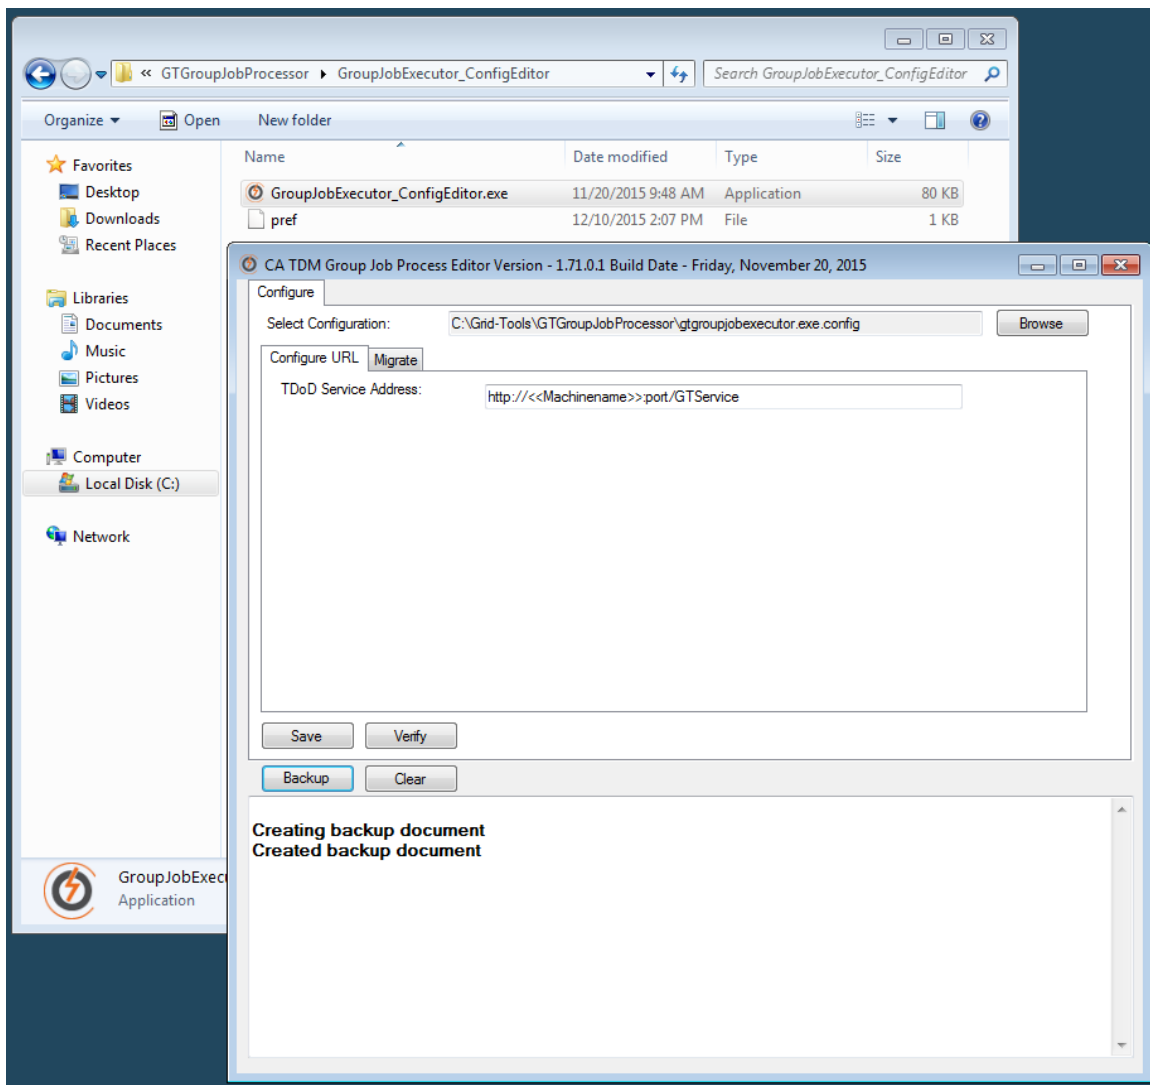 « GTGroupJobProcessor GroupJobExecutor_ConfigEditor
Search GroupJobExecutor_ConfigEditor
Organize Open New folder
Name Date modified Type Size
Favorites
Desktop
Downloads
Recent Places
GroupJobExecutor_ConfigEditor.exe 11/20/2015 9:48 AM Application 80 KB
pref 12/10/2015 2:07 PM File 1 KB
Libraries
Documents
Music
Pictures
Videos
Computer
Local Disk (C:)
Network
CA TDM Group Job Process Editor Version - 1.71.0.1 Build Date - Friday, November 20, 2015
Configure
Select Configuration: C:\Grid-Tools\GTGroupJobProcessor\gtgroupjobexecutor.exe.config Browse
Configure URL Migrate
TDoD Service Address: http://<<Machinename>>:port/GTService
Save Verify
Backup Clear
Creating backup document
Created backup document
GroupJobExec
Application